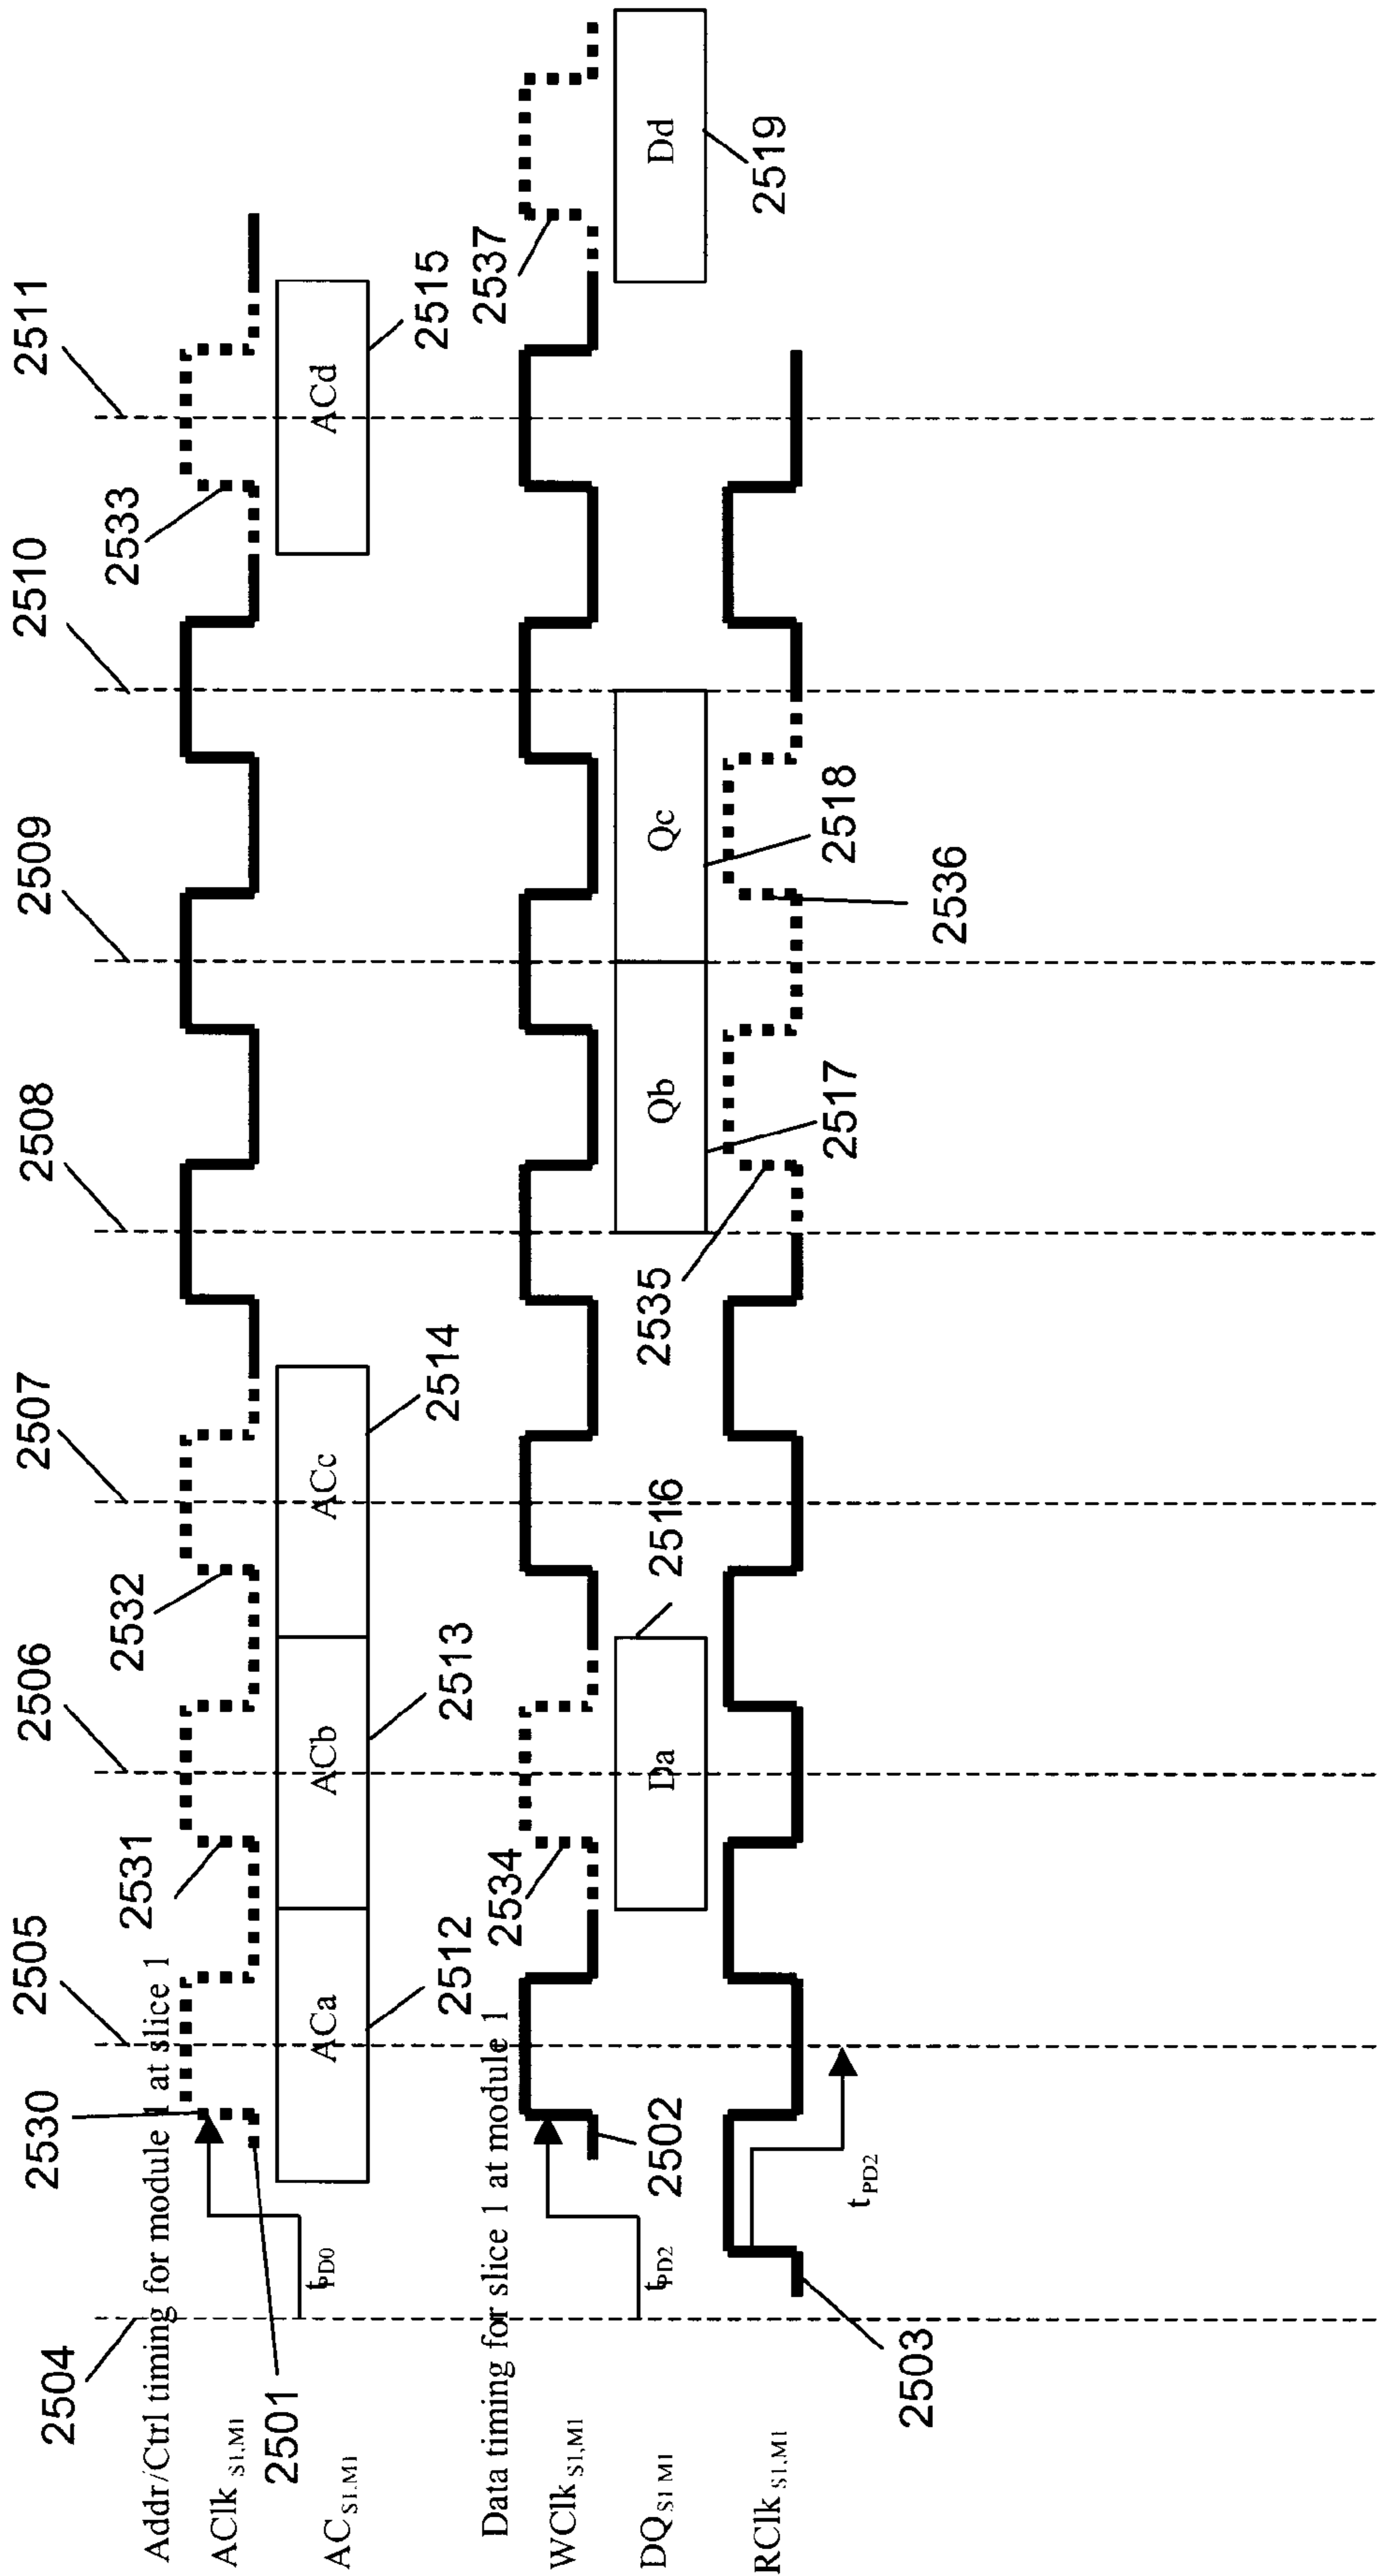 2504
2505
2506
2507
2508
2509
2510
2511
2530
2531
2532
2533
Addr/Ctrl timing for module 1 at slice 1
AClk S1,M1
tPD0
2501
AC S1,M1
ACa
ACb
ACc
ACd
2512
2513
2514
2515
2534
2537
Data timing for slice 1 at module 1
WClk S1,M1
tPD2
2502
2516
2535
DQ S1,M1
Da
Qb
Qc
Dd
2519
RClk S1,M1
tPD2
2517
2518
2503
2536